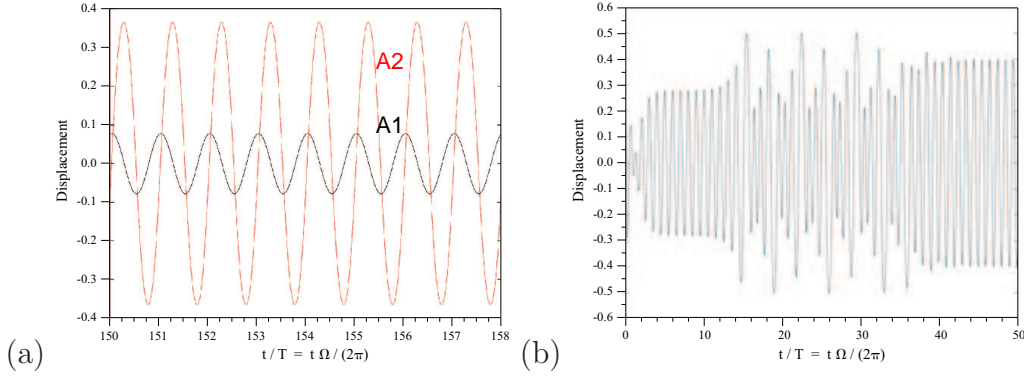 0.4
0.3
0.2
0.1
0.0
-0.1
-0.2
-0.3
-0.4
Displacement
A2
A1
150 151 152 153 154 155 156 157 158
t / T = t Ω / (2π)
(a)
0.6
0.5
0.4
0.3
0.2
0.1
0.0
-0.1
-0.2
-0.3
-0.4
-0.5
-0.6
Displacement
0 10 20 30 40 50
t / T = t Ω / (2π)
(b)